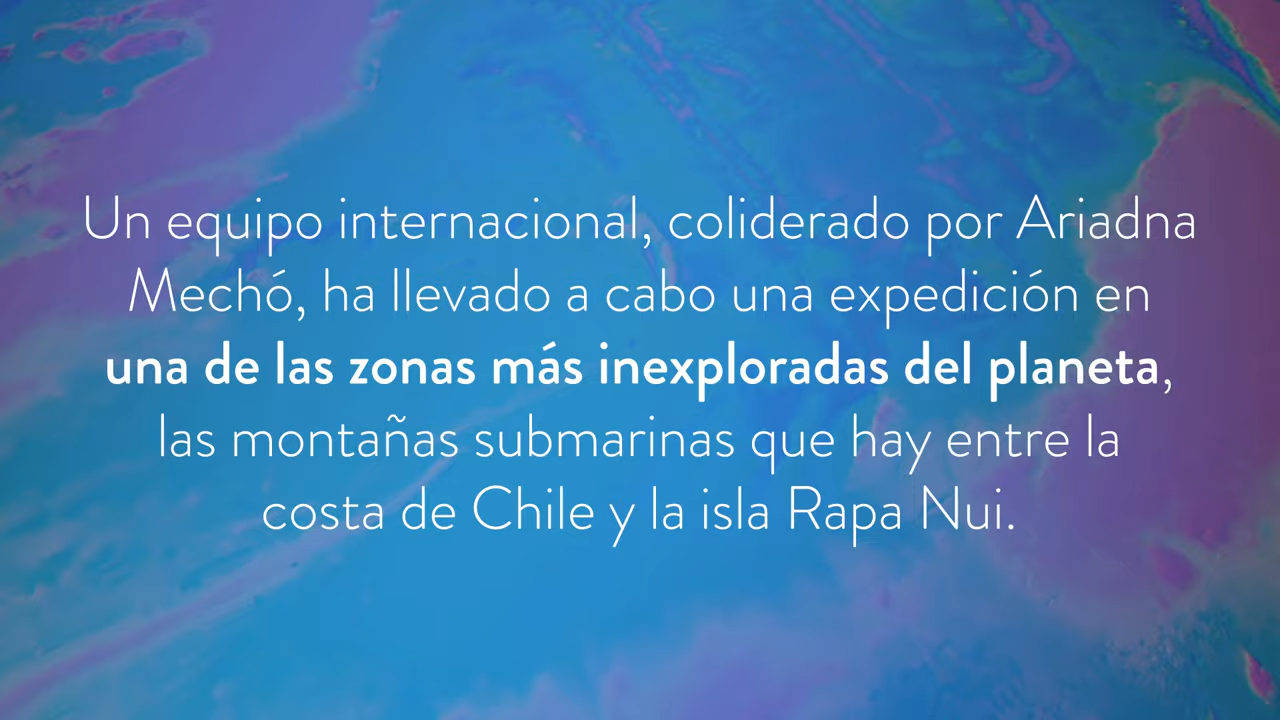 Un equipo internacional, coliderado por Ariadna
Mechó, ha llevado a cabo una expedición en
una de las zonas más inexploradas del planeta,
las montañas submarinas que hay entre la
costa de Chile y la isla Rapa Nui.